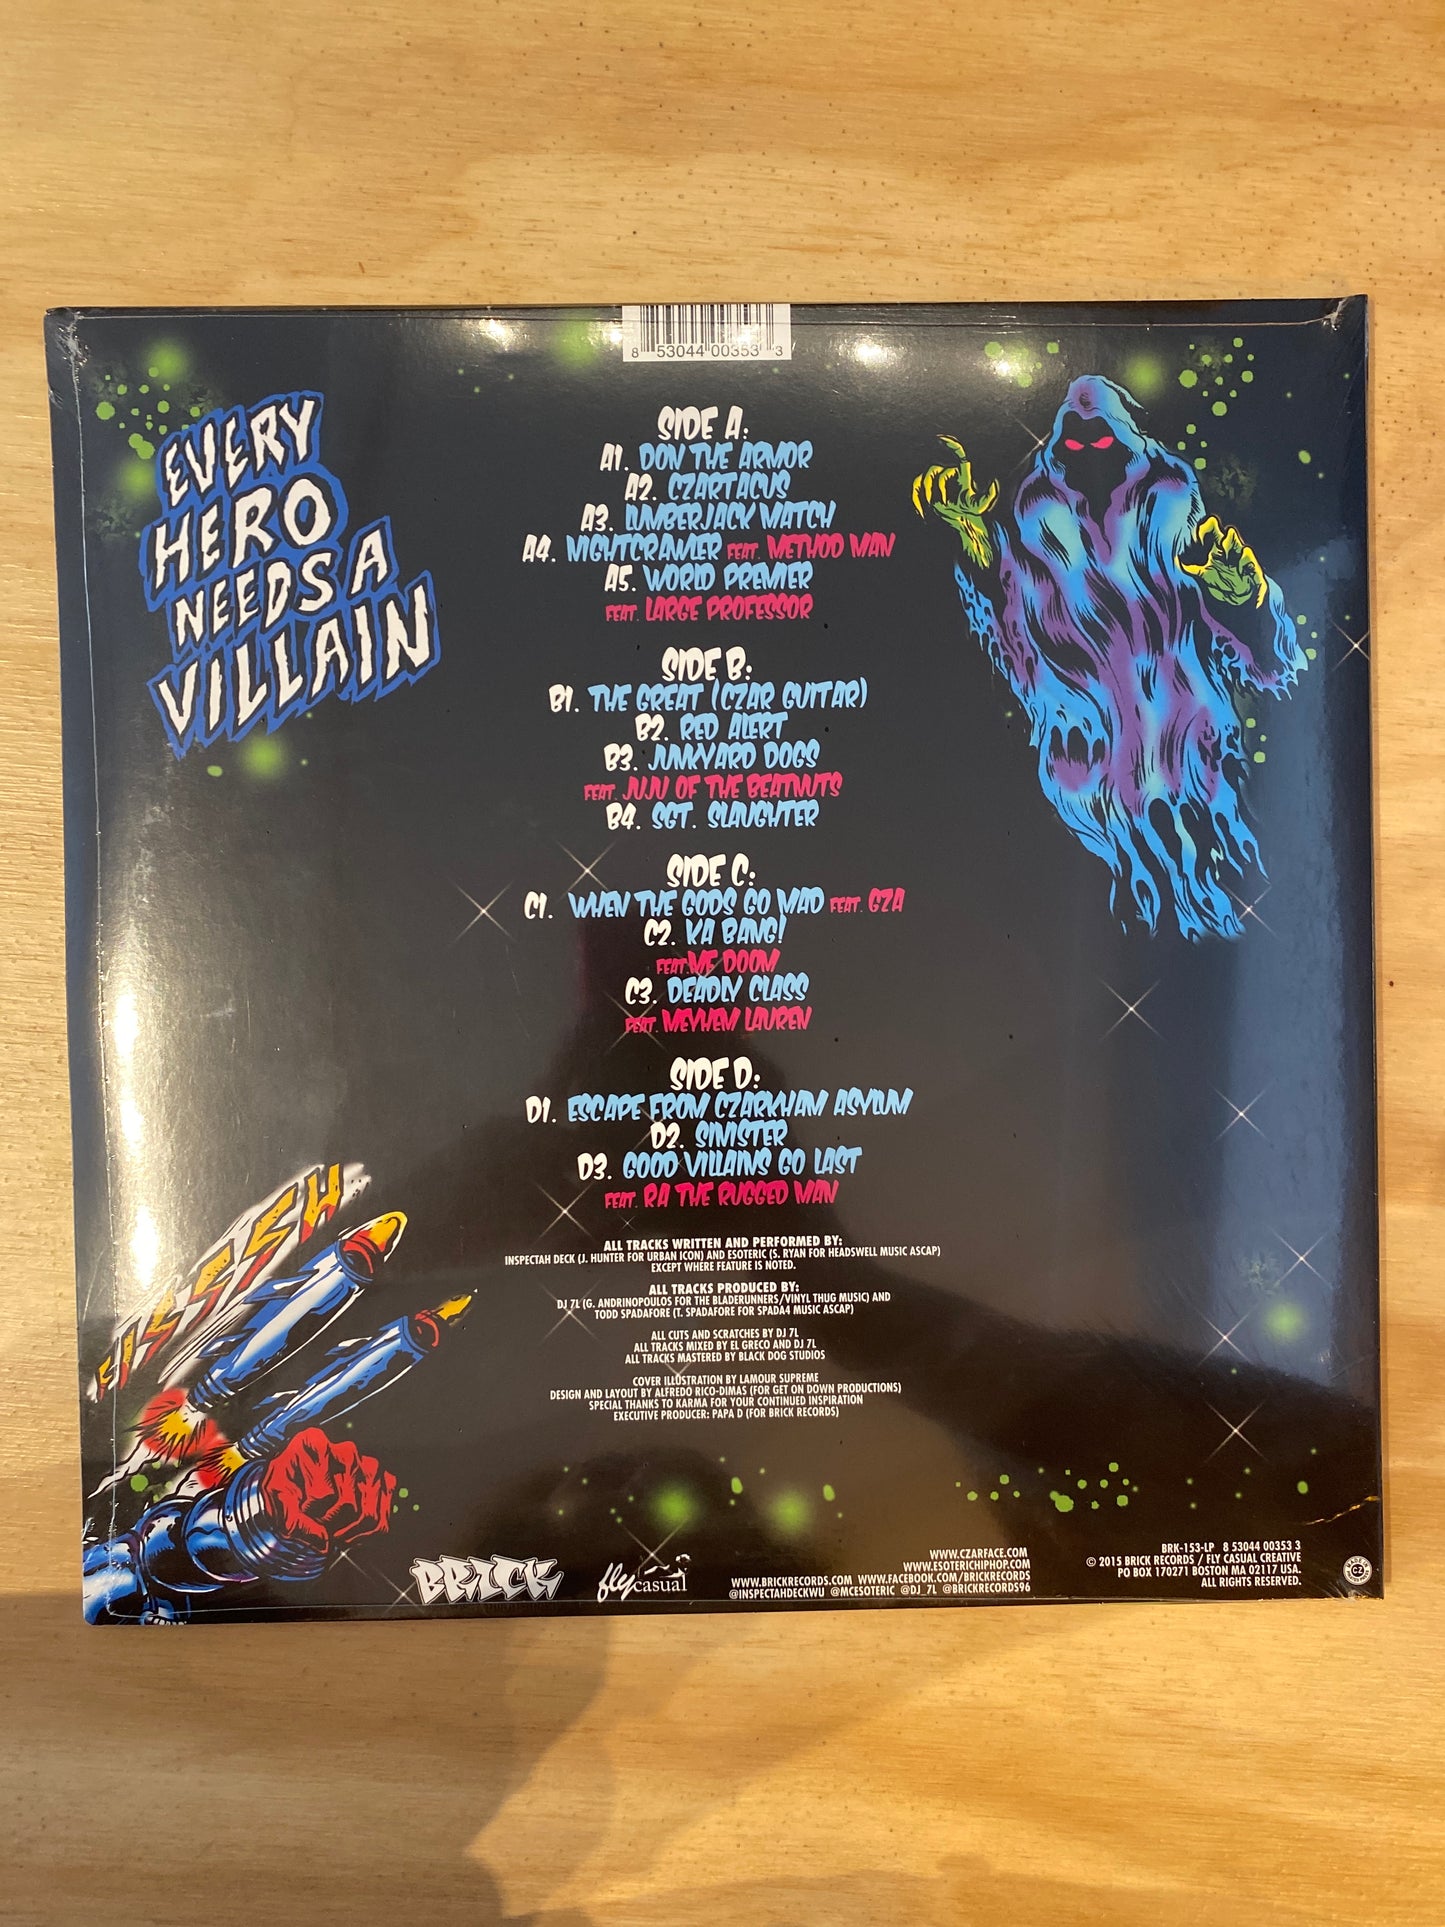 8 53044 00353 3
EVERY
HERO
NEEDS A
VILLAIN
SIDE A:
A1. DON THE ARMOR
A2. CZARTACUS
A3. LUMBERJACK MATCH
A4. NIGHTCRAWLER FEAT. METHOD MAN
A5. WORLD PREMIER
FEAT. LARGE PROFESSOR
SIDE B:
B1. THE GREAT (CZAR GUITAR)
B2. RED ALERT
B3. JUNKYARD DOGS
FEAT. JUJU OF THE BEATNUTS
B4. SGT. SLAUGHTER
SIDE C:
C1. WHEN THE GODS GO MAD FEAT. GZA
C2. KA BANG!
FEAT. MF DOOM
C3. DEADLY CLASS
FEAT. MEYHEM LAUREN
SIDE D:
D1. ESCAPE FROM CZARKHAM ASYLUM
D2. SINISTER
D3. GOOD VILLAINS GO LAST
FEAT. RA THE RUGGED MAN
ALL TRACKS WRITTEN AND PERFORMED BY:
INSPECTAH DECK (J. HUNTER FOR URBAN ICON) AND ESOTERIC (S. RYAN FOR HEADSWELL MUSIC ASCAP)
EXCEPT WHERE FEATURE IS NOTED.
ALL TRACKS PRODUCED BY:
DJ 7L (G. ANDRINOPOULOS FOR THE BLADERUNNERS/VINYL THUG MUSIC) AND
TODD SPADAFORE (T. SPADAFORE FOR SPADA4 MUSIC ASCAP)
ALL CUTS AND SCRATCHES BY DJ 7L
ALL TRACKS MIXED BY EL GRECO AND DJ 7L
ALL TRACKS MASTERED BY BLACK DOG STUDIOS
COVER ILLUSTRATION BY LAMOUR SUPREME
DESIGN AND LAYOUT BY ALFREDO RICO-DIMAS (FOR GET ON DOWN PRODUCTIONS)
SPECIAL THANKS TO KARMA FOR YOUR CONTINUED INSPIRATION
EXECUTIVE PRODUCER: PAPA D (FOR BRICK RECORDS)
BRICK
fly casual
WWW.CZARFACE.COM
WWW.ESOTERICHIPHOP.COM
WWW.BRICKRECORDS.COM WWW.FACEBOOK.COM/BRICKRECORDS
@INSPECTAHDECKWU @MCESOTERIC @DJ_7L @BRICKRECORDS96
BRK-153-LP 8 53044 00353 3
© 2015 BRICK RECORDS / FLY CASUAL CREATIVE
PO BOX 170271 BOSTON MA 02117 USA.
ALL RIGHTS RESERVED.
CZ